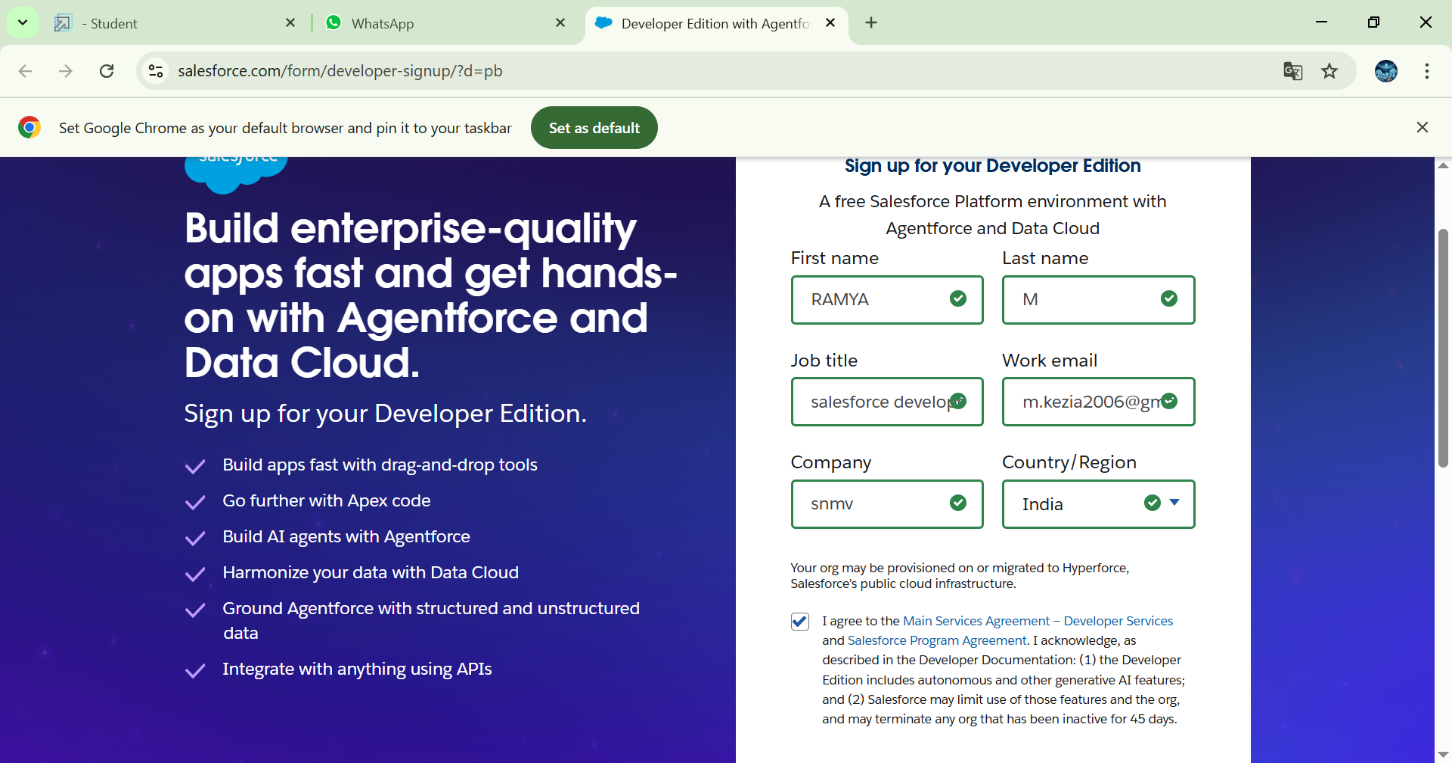 - Student
WhatsApp
Developer Edition with Agentfo
salesforce.com/form/developer-signup/?d=pb
Set Google Chrome as your default browser and pin it to your taskbar
Set as default
salesforce
Build enterprise-quality
apps fast and get hands-
on with Agentforce and
Data Cloud.
Sign up for your Developer Edition.
Build apps fast with drag-and-drop tools
Go further with Apex code
Build AI agents with Agentforce
Harmonize your data with Data Cloud
Ground Agentforce with structured and unstructured
data
Integrate with anything using APIs
Sign up for your Developer Edition
A free Salesforce Platform environment with
Agentforce and Data Cloud
First name
Last name
RAMYA
M
Job title
Work email
salesforce develop
m.kezia2006@gm
Company
Country/Region
snmv
India
Your org may be provisioned on or migrated to Hyperforce,
Salesforce's public cloud infrastructure.
I agree to the Main Services Agreement – Developer Services
and Salesforce Program Agreement. I acknowledge, as
described in the Developer Documentation: (1) the Developer
Edition includes autonomous and other generative AI features;
and (2) Salesforce may limit use of those features and the org,
and may terminate any org that has been inactive for 45 days.